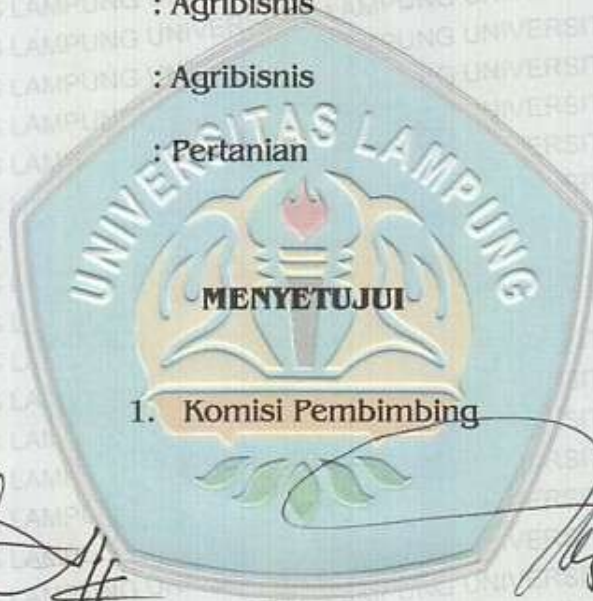 : Agribisnis
: Agribisnis
: Pertanian
UNIVERSITAS LAMPUNG
MENYETUJUI
1. Komisi Pembimbing